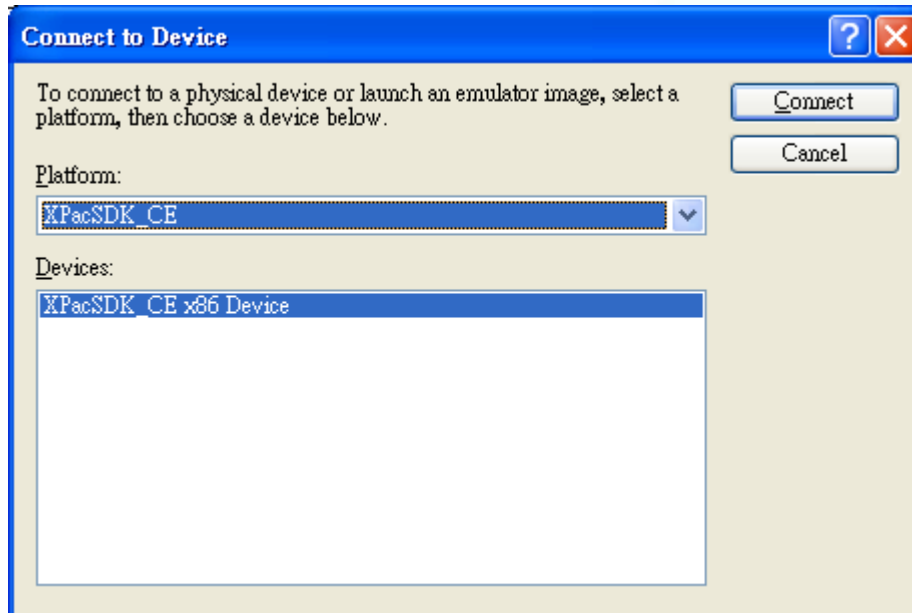 Connect to Device
To connect to a physical device or launch an emulator image, select a
platform, then choose a device below.
Connect
Cancel
Platform:
XPacSDK_CE
Devices:
XPacSDK_CE x86 Device